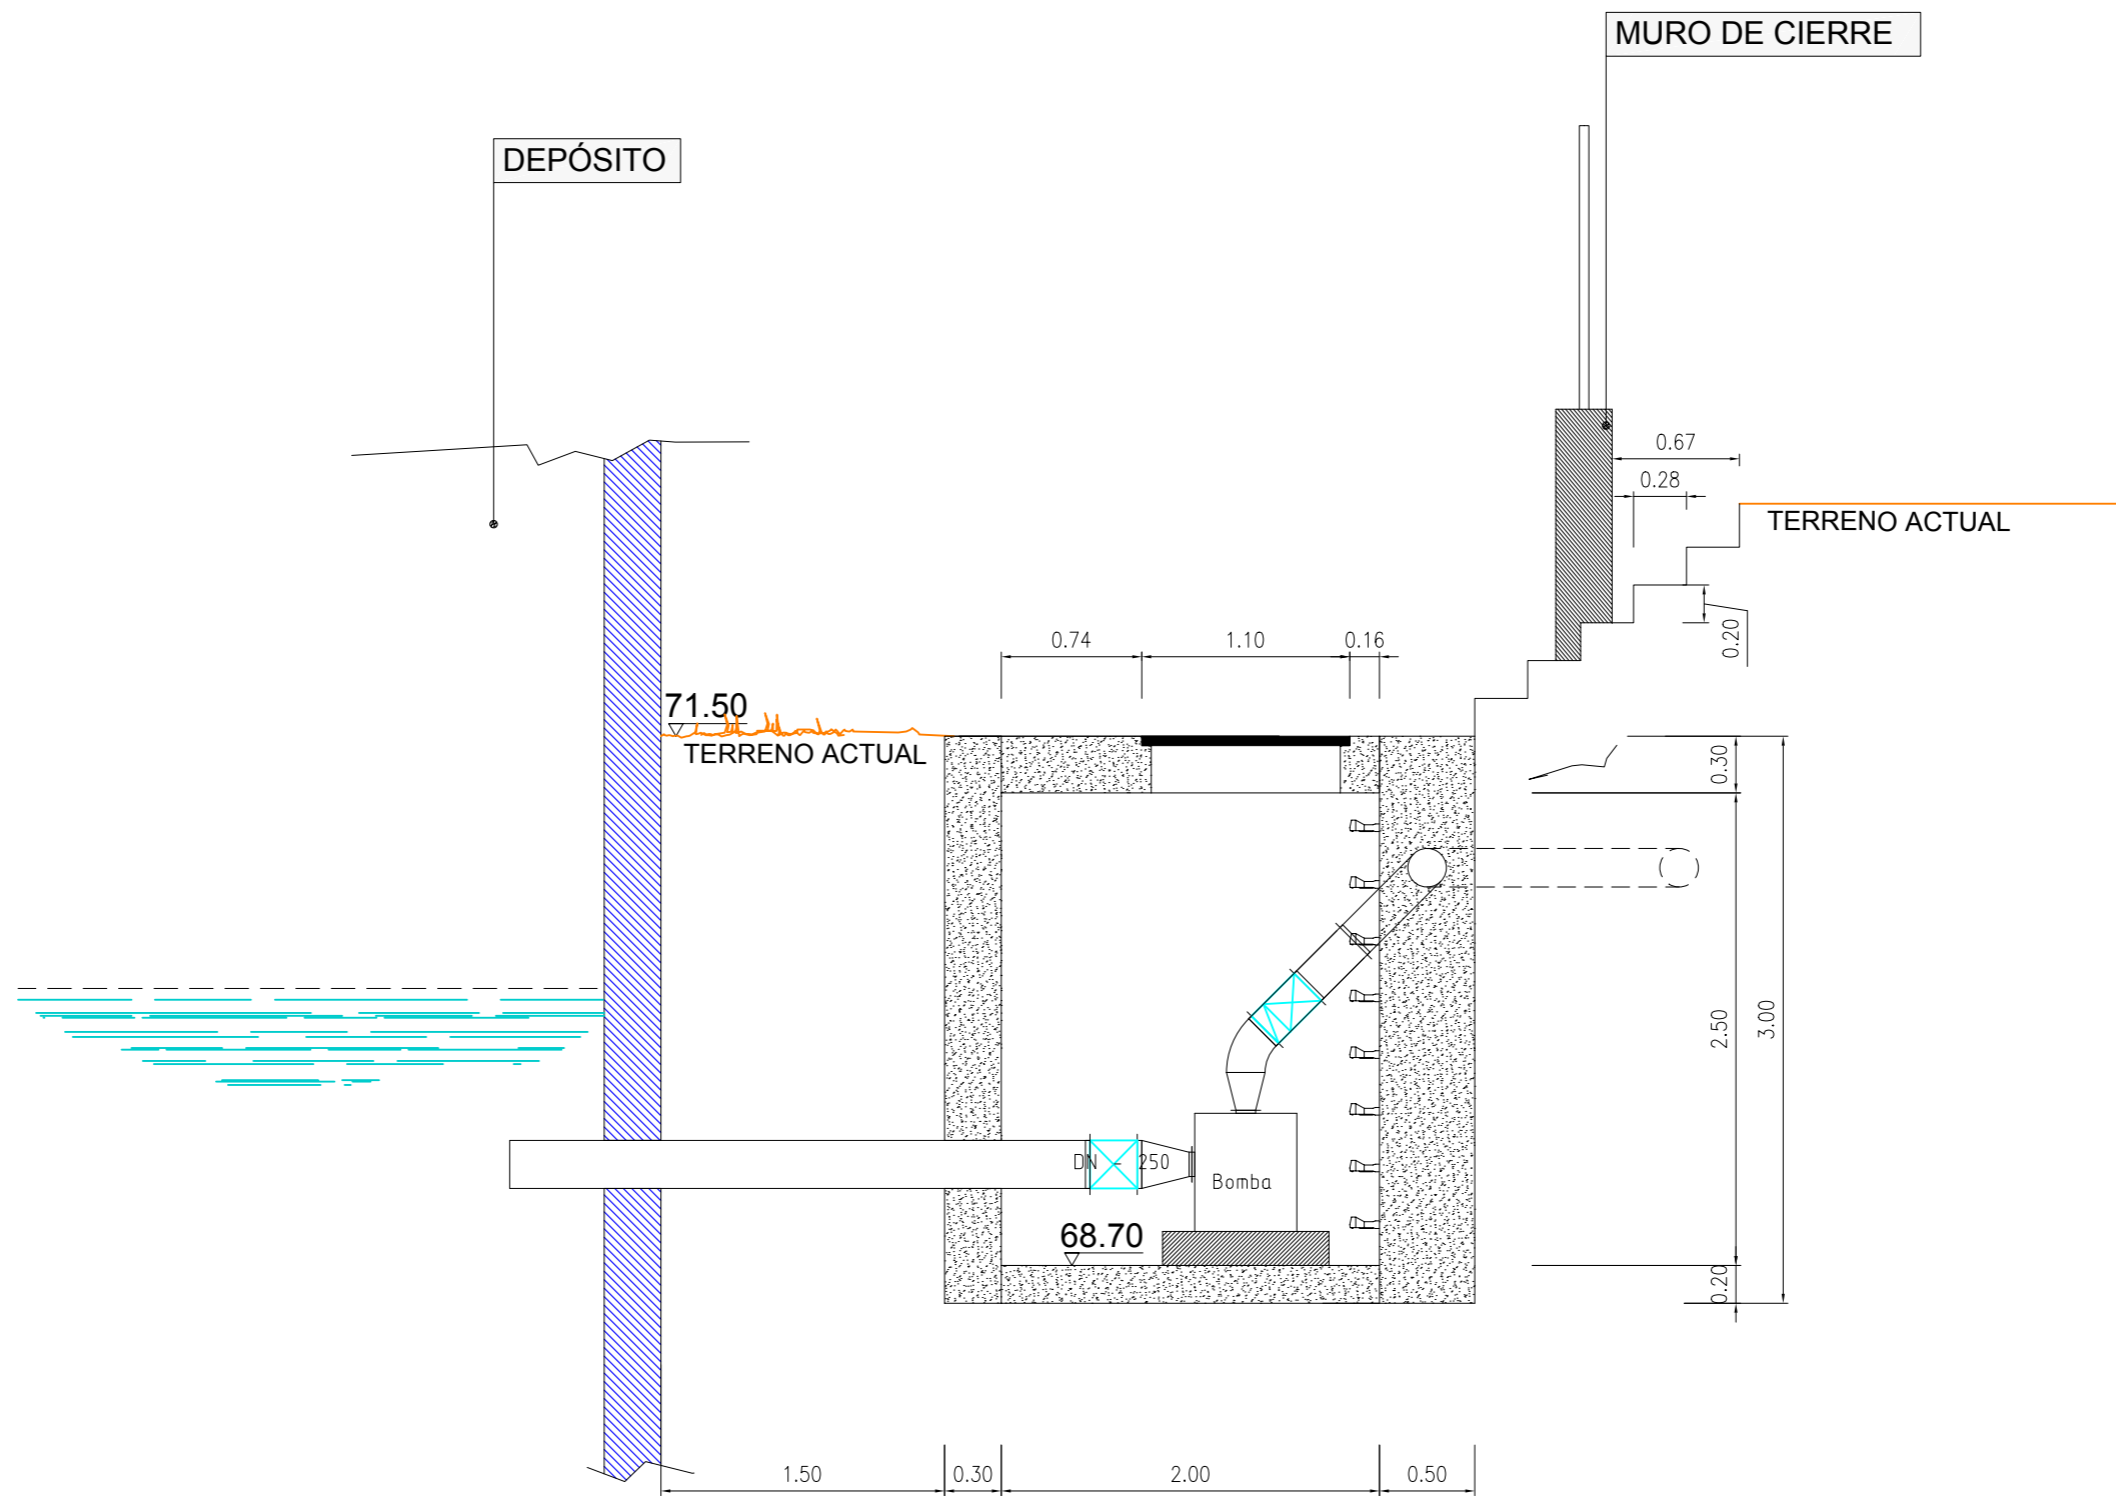 MURO DE CIERRE
DEPÓSITO
0.67
0.28
TERRENO ACTUAL
0.20
0.74 1.10 0.16
71.50
TERRENO ACTUAL
0.30
2.50
3.00
DN - 250
Bomba
68.70
0.20
1.50 0.30 2.00 0.50